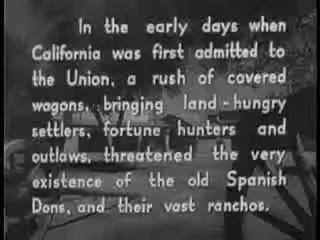 In the early days when
California was first admitted to
the Union, a rush of covered
wagons, bringing land-hungry
settlers, fortune hunters and
outlaws, threatened the very
existence of the old Spanish
Dons, and their vast ranchos.